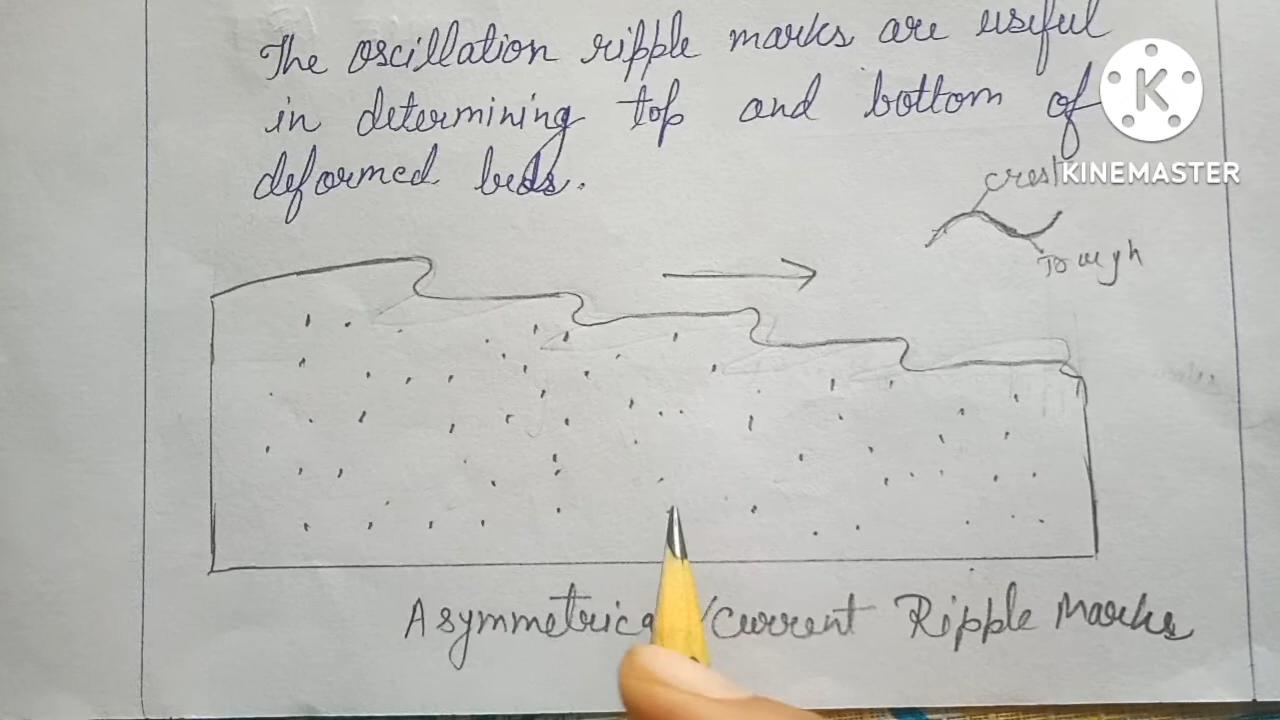 The oscillation ripple marks are useful
in determining top and bottom of
deformed beds.
K
KINEMASTER
crest
Trough
Asymmetrical/Current Ripple Marks